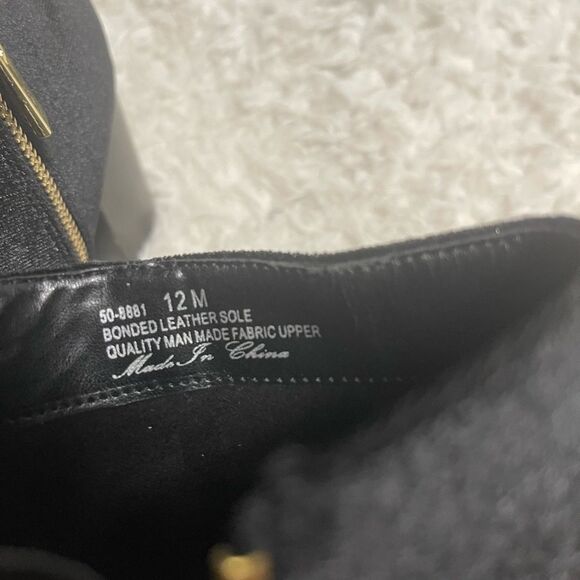 50-8881 12 M
BONDED LEATHER SOLE
QUALITY MAN MADE FABRIC UPPER
Made In China